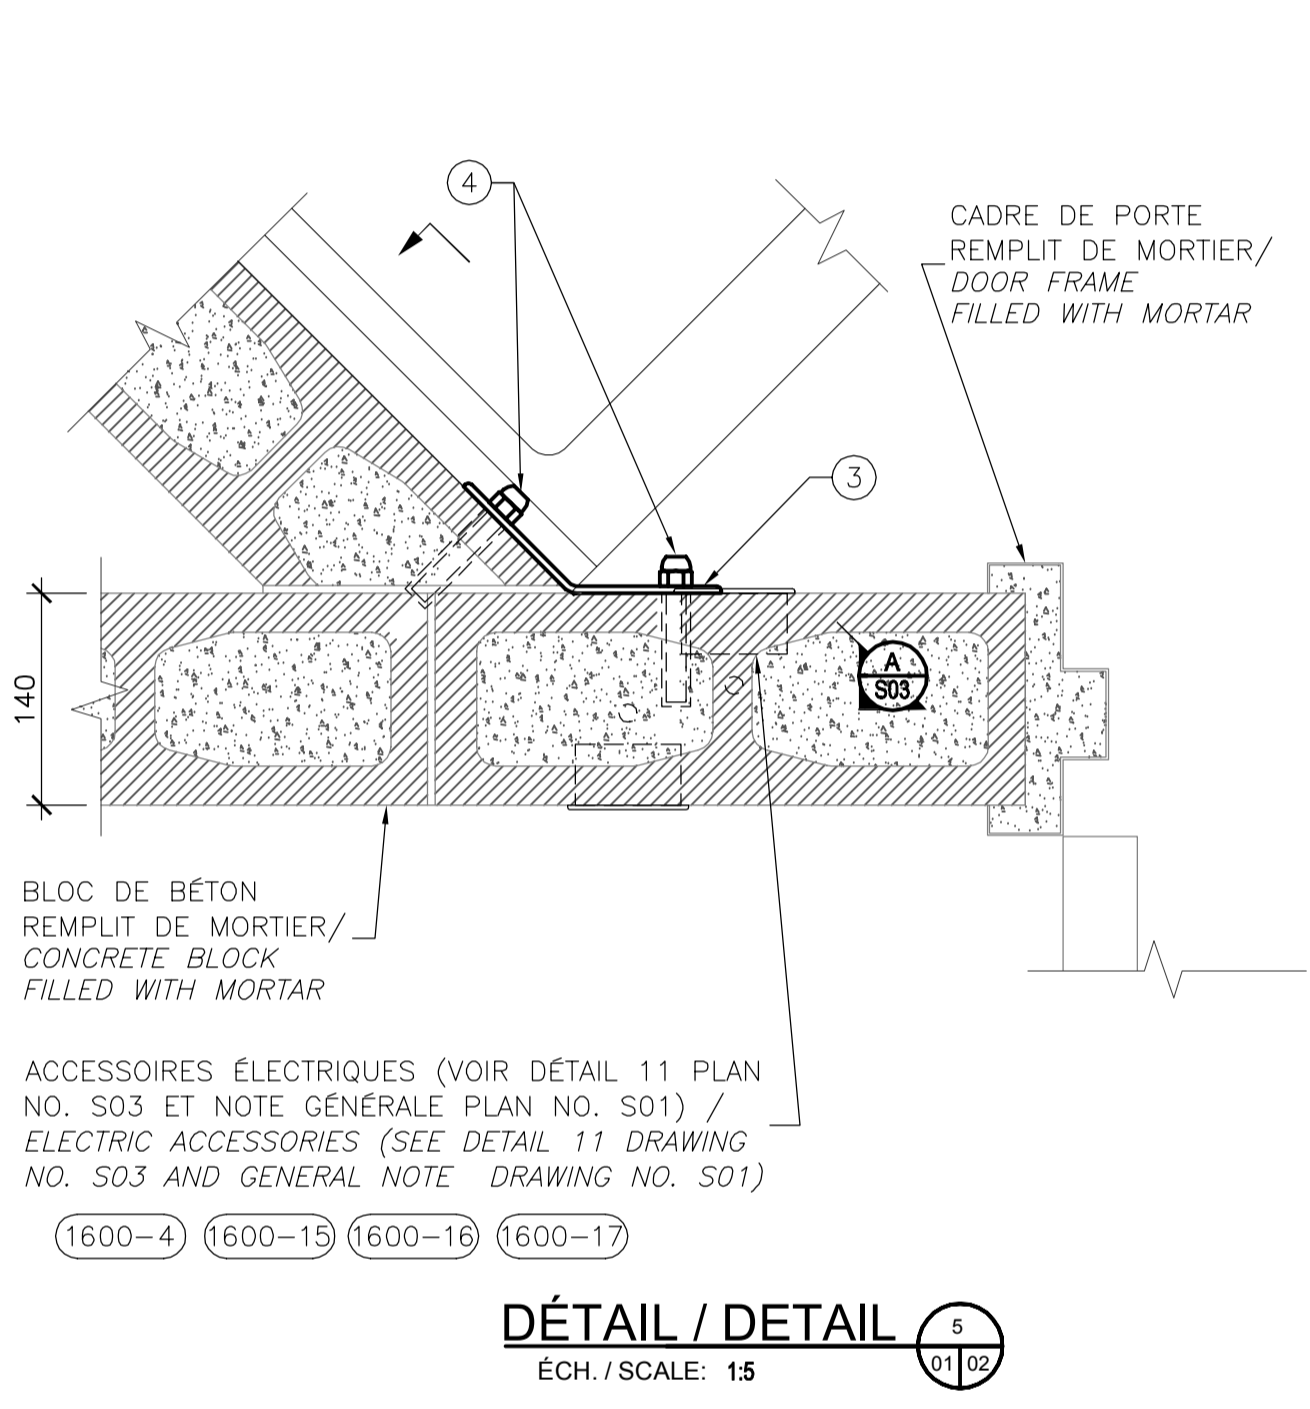 4
CADRE DE PORTE
REMPLIT DE MORTIER/
DOOR FRAME
FILLED WITH MORTAR
3
A
S03
140
BLOC DE BÉTON
REMPLIT DE MORTIER/
CONCRETE BLOCK
FILLED WITH MORTAR
ACCESSOIRES ÉLECTRIQUES (VOIR DÉTAIL 11 PLAN
NO. S03 ET NOTE GÉNÉRALE PLAN NO. S01) /
ELECTRIC ACCESSORIES (SEE DETAIL 11 DRAWING
NO. S03 AND GENERAL NOTE DRAWING NO. S01)
1600-4 1600-15 1600-16 1600-17
DÉTAIL / DETAIL
5
01 02
ÉCH. / SCALE: 1:5